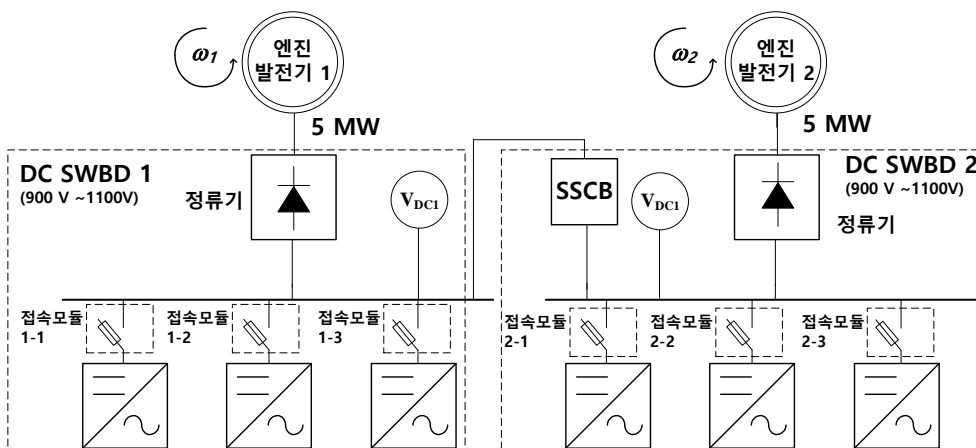 ω1
엔진
발전기 1
5 MW
ω2
엔진
발전기 2
5 MW
DC SWBD 1
(900 V ~1100V)
정류기
VDC1
SSCB
VDC1
DC SWBD 2
(900 V ~1100V)
정류기
접속모듈
1-1
접속모듈
1-2
접속모듈
1-3
접속모듈
2-1
접속모듈
2-2
접속모듈
2-3